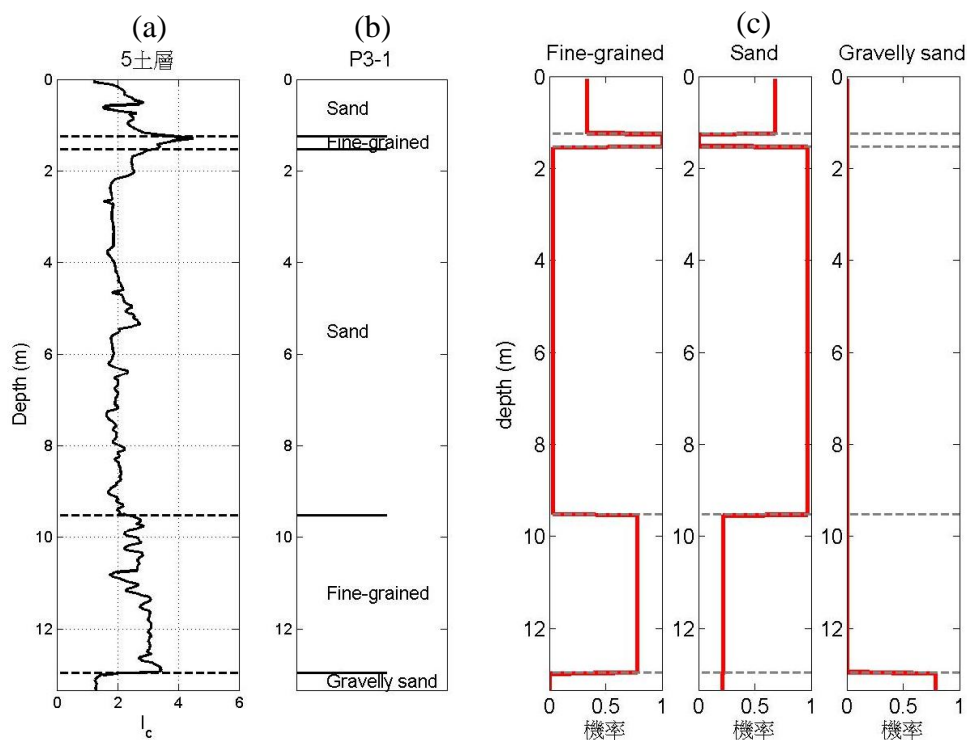 (a)
5土層
0
2
4
6
8
10
12
Depth (m)
0
2
4
6
I_c
(b)
P3-1
0
2
4
6
8
10
12
Sand
Fine-grained
Sand
Fine-grained
Gravelly sand
(c)
Fine-grained
0
2
4
6
8
10
12
depth (m)
0
0.5
1
機率
Sand
0
2
4
6
8
10
12
0
0.5
1
機率
Gravelly sand
0
2
4
6
8
10
12
0
0.5
1
機率